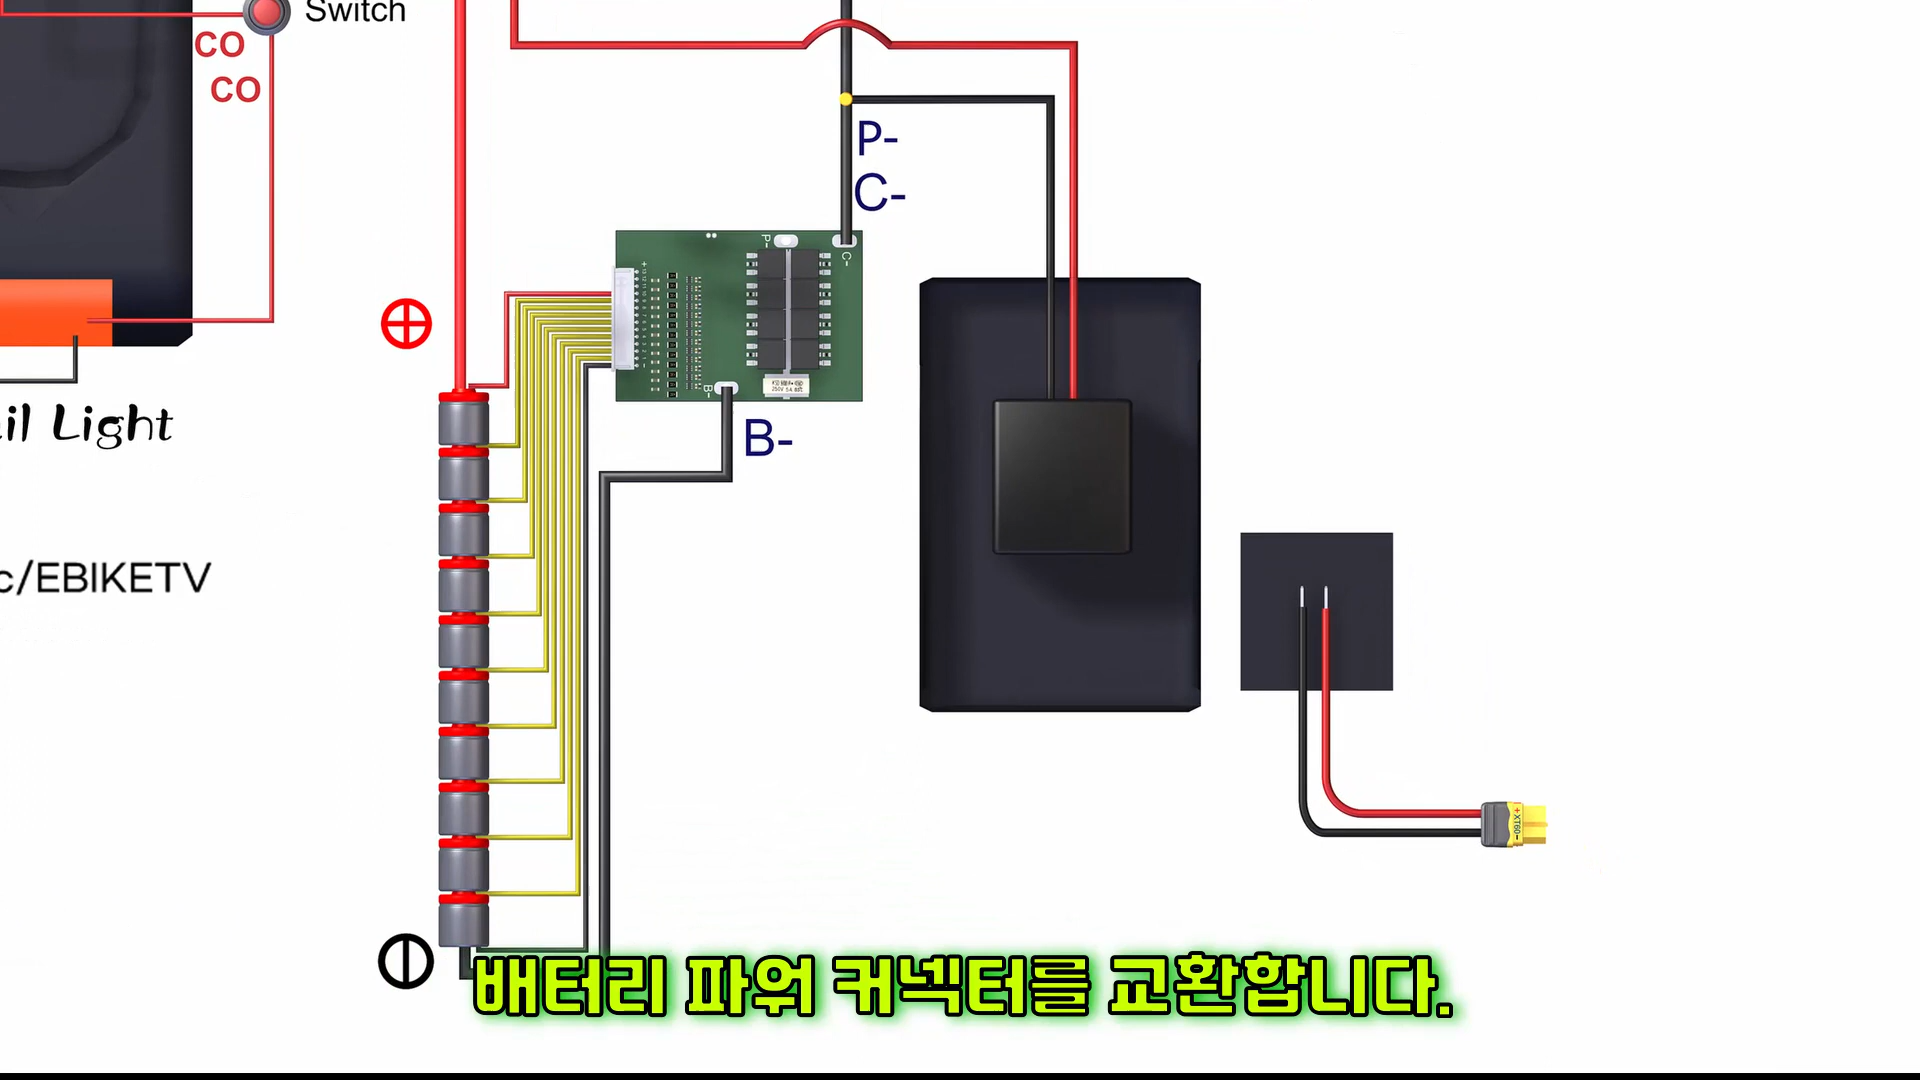 Switch
CO
CO
P-
C-
P-
C-
B-
B-
il Light
c/EBIKETV
+XT60-
배터리 파워 커넥터를 교환합니다.